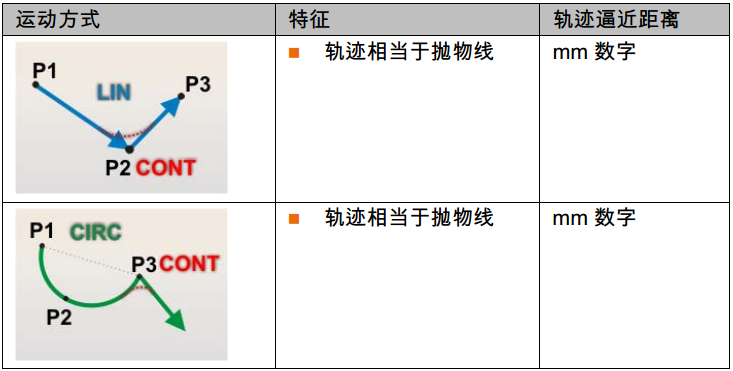 运动方式 特征 轨迹逼近距离
P1
LIN
P3
P2 CONT
■ 轨迹相当于抛物线
mm 数字
P1 CIRC
P3 CONT
P2
■ 轨迹相当于抛物线
mm 数字